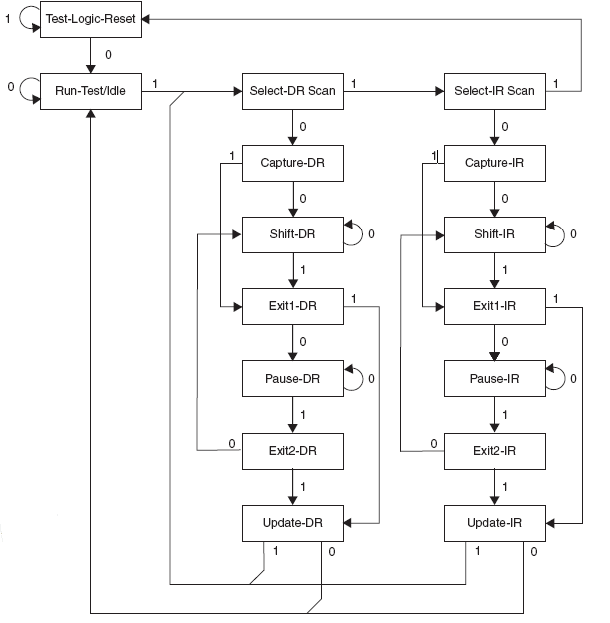 1 Test-Logic-Reset
0
0 Run-Test/Idle 1 Select-DR Scan 1 Select-IR Scan 1
0 0
1 Capture-DR 1 Capture-IR
0 0
Shift-DR 0 Shift-IR 0
1 1
Exit1-DR 1 Exit1-IR 1
0 0
Pause-DR 0 Pause-IR 0
1 1
0 Exit2-DR 0 Exit2-IR
1 1
Update-DR Update-IR
1 0 1 0